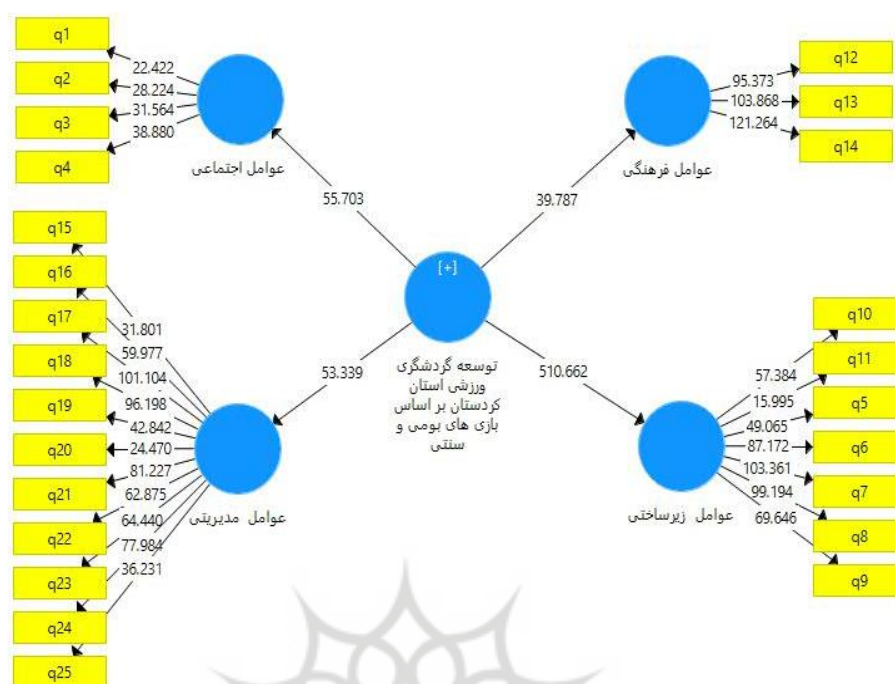 q1
q2
q3
q4
22.422
28.224
31.564
38.880
عوامل اجتماعی
q12
q13
q14
95.373
103.868
121.264
عوامل فرهنگی
55.703
39.787
[+]
توسعه گردشگری
ورزشی استان
کردستان بر اساس
بازی های بومی و
سنتی
53.339
510.662
q15
q16
q17
q18
q19
q20
q21
q22
q23
q24
q25
31.801
59.977
101.104
96.198
42.842
24.470
81.227
62.875
64.440
77.984
36.231
عوامل مدیریتی
q10
q11
q5
q6
q7
q8
q9
57.384
15.995
49.065
87.172
103.361
99.194
69.646
عوامل زیرساختی